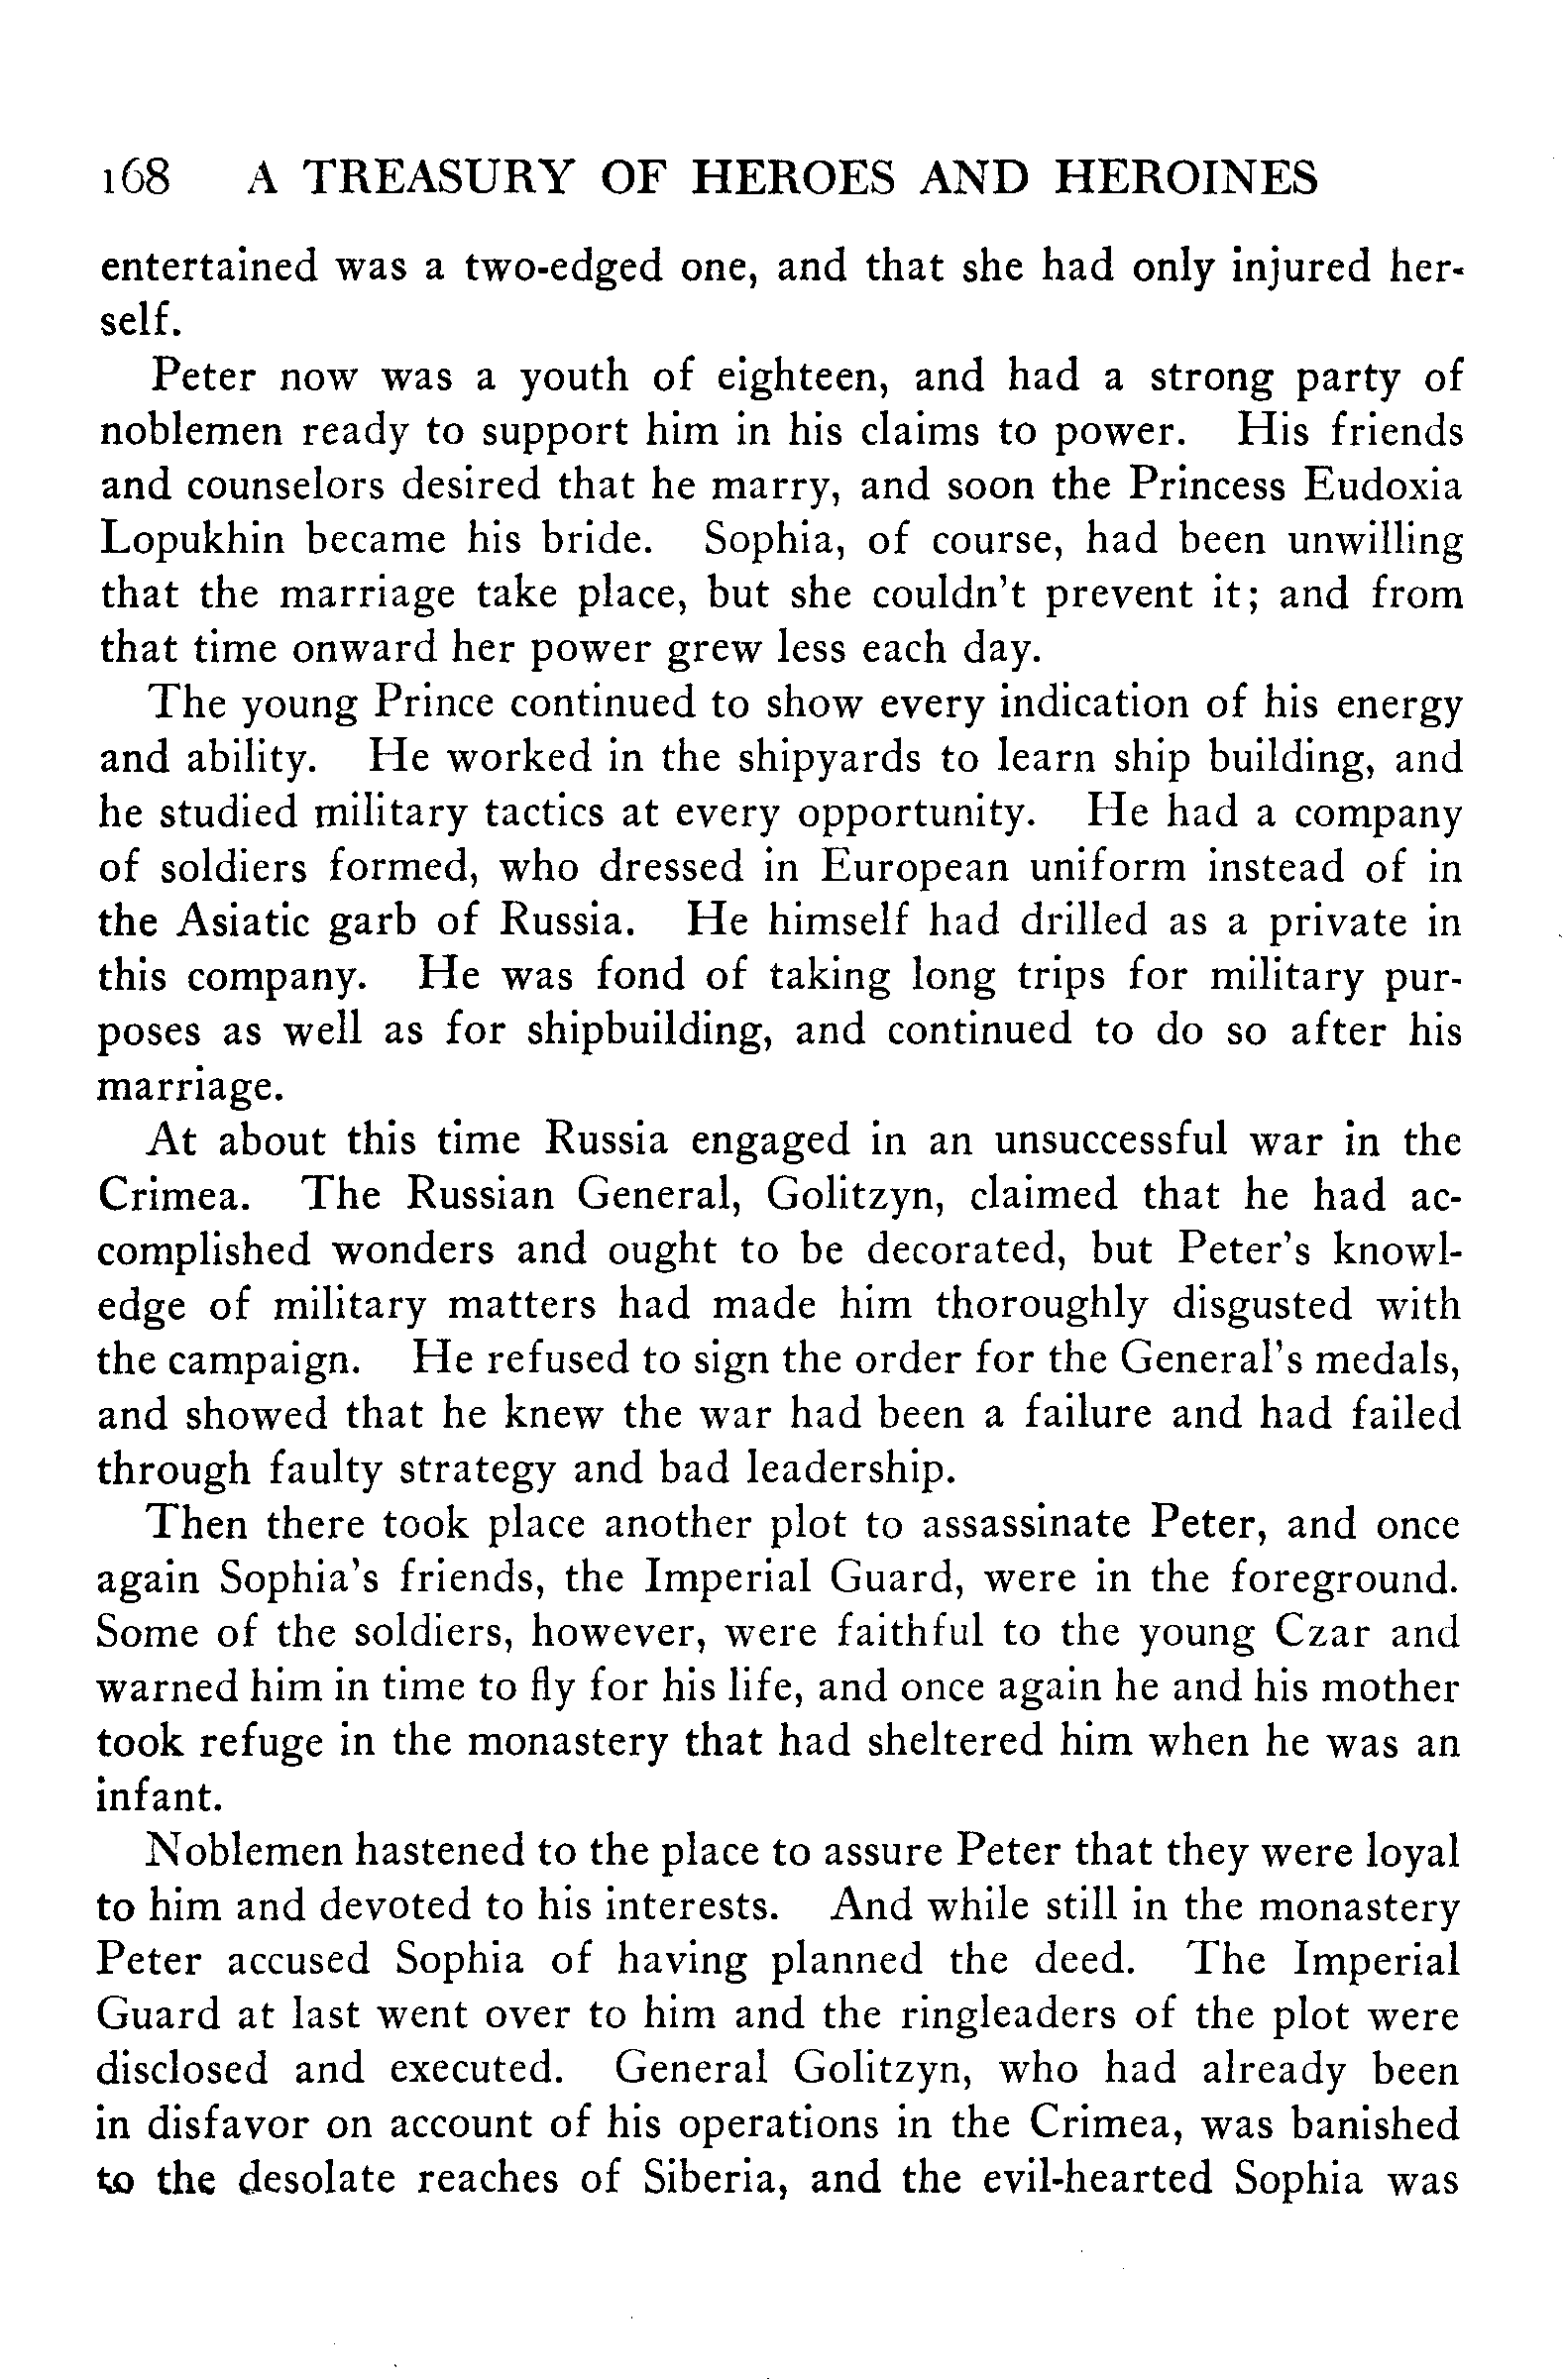 168 A TREASURY OF HEROES AND HEROINES
entertained was a two-edged one, and that she had only injured her-
self.
Peter now was a youth of eighteen, and had a strong party of
noblemen ready to support him in his claims to power. His friends
and counselors desired that he marry, and soon the Princess Eudoxia
Lopukhin became his bride. Sophia, of course, had been unwilling
that the marriage take place, but she couldn't prevent it; and from
that time onward her power grew less each day.
The young Prince continued to show every indication of his energy
and ability. He worked in the shipyards to learn ship building, and
he studied military tactics at every opportunity. He had a company
of soldiers formed, who dressed in European uniform instead of in
the Asiatic garb of Russia. He himself had drilled as a private in
this company. He was fond of taking long trips for military pur-
poses as well as for shipbuilding, and continued to do so after his
marriage.
At about this time Russia engaged in an unsuccessful war in the
Crimea. The Russian General, Golitzyn, claimed that he had ac-
complished wonders and ought to be decorated, but Peter's knowl-
edge of military matters had made him thoroughly disgusted with
the campaign. He refused to sign the order for the General's medals,
and showed that he knew the war had been a failure and had failed
through faulty strategy and bad leadership.
Then there took place another plot to assassinate Peter, and once
again Sophia's friends, the Imperial Guard, were in the foreground.
Some of the soldiers, however, were faithful to the young Czar and
warned him in time to fly for his life, and once again he and his mother
took refuge in the monastery that had sheltered him when he was an
infant.
Noblemen hastened to the place to assure Peter that they were loyal
to him and devoted to his interests. And while still in the monastery
Peter accused Sophia of having planned the deed. The Imperial
Guard at last went over to him and the ringleaders of the plot were
disclosed and executed. General Golitzyn, who had already been
in disfavor on account of his operations in the Crimea, was banished
to the desolate reaches of Siberia, and the evil-hearted Sophia was